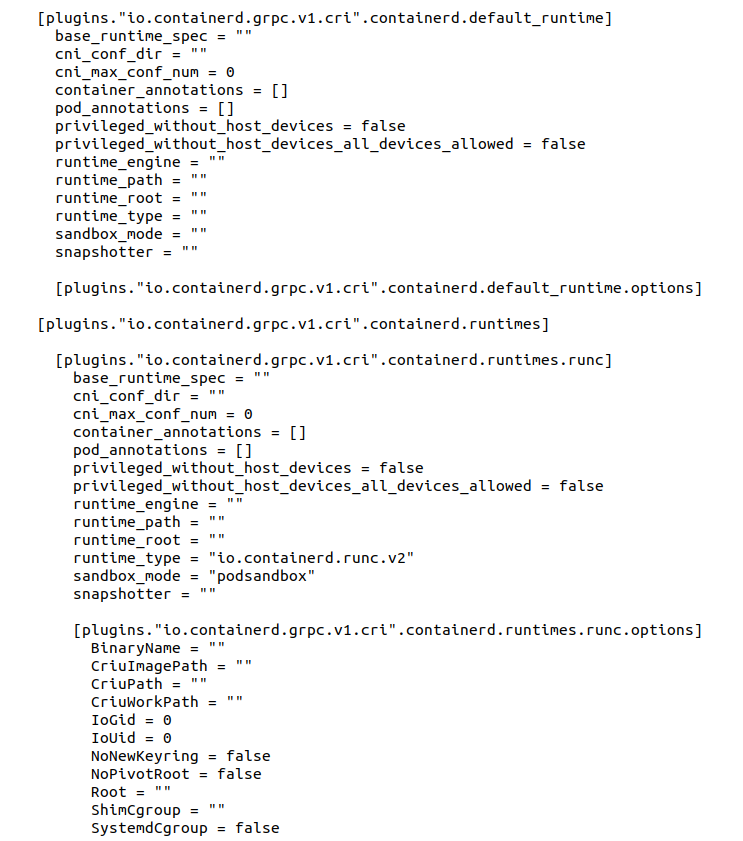 [plugins."io.containerd.grpc.v1.cri".containerd.default_runtime]
base_runtime_spec = ""
cni_conf_dir = ""
cni_max_conf_num = 0
container_annotations = []
pod_annotations = []
privileged_without_host_devices = false
privileged_without_host_devices_all_devices_allowed = false
runtime_engine = ""
runtime_path = ""
runtime_root = ""
runtime_type = ""
sandbox_mode = ""
snapshotter = ""
[plugins."io.containerd.grpc.v1.cri".containerd.default_runtime.options]
[plugins."io.containerd.grpc.v1.cri".containerd.runtimes]
[plugins."io.containerd.grpc.v1.cri".containerd.runtimes.runc]
base_runtime_spec = ""
cni_conf_dir = ""
cni_max_conf_num = 0
container_annotations = []
pod_annotations = []
privileged_without_host_devices = false
privileged_without_host_devices_all_devices_allowed = false
runtime_engine = ""
runtime_path = ""
runtime_root = ""
runtime_type = "io.containerd.runc.v2"
sandbox_mode = "podsandbox"
snapshotter = ""
[plugins."io.containerd.grpc.v1.cri".containerd.runtimes.runc.options]
BinaryName = ""
CriuImagePath = ""
CriuPath = ""
CriuWorkPath = ""
IoGid = 0
IoUid = 0
NoNewKeyring = false
NoPivotRoot = false
Root = ""
ShimCgroup = ""
SystemdCgroup = false